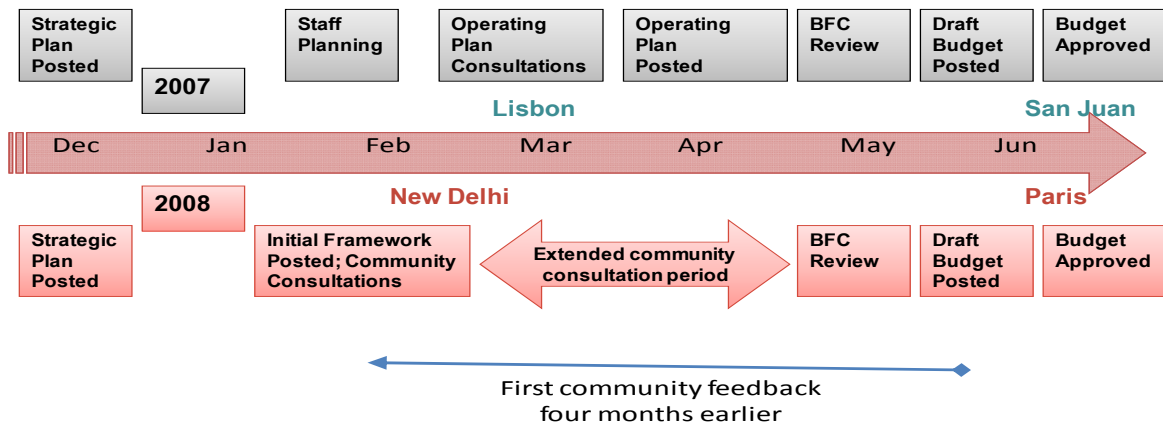 Strategic
Plan
Posted
Staff
Planning
Operating
Plan
Consultations
Operating
Plan
Posted
BFC
Review
Draft
Budget
Posted
Budget
Approved
2007
Lisbon
San Juan
Dec Jan Feb Mar Apr May Jun
2008
New Delhi
Paris
Strategic
Plan
Posted
Initial Framework
Posted; Community
Consultations
Extended community
consultation period
BFC
Review
Draft
Budget
Posted
Budget
Approved
First community feedback
four months earlier